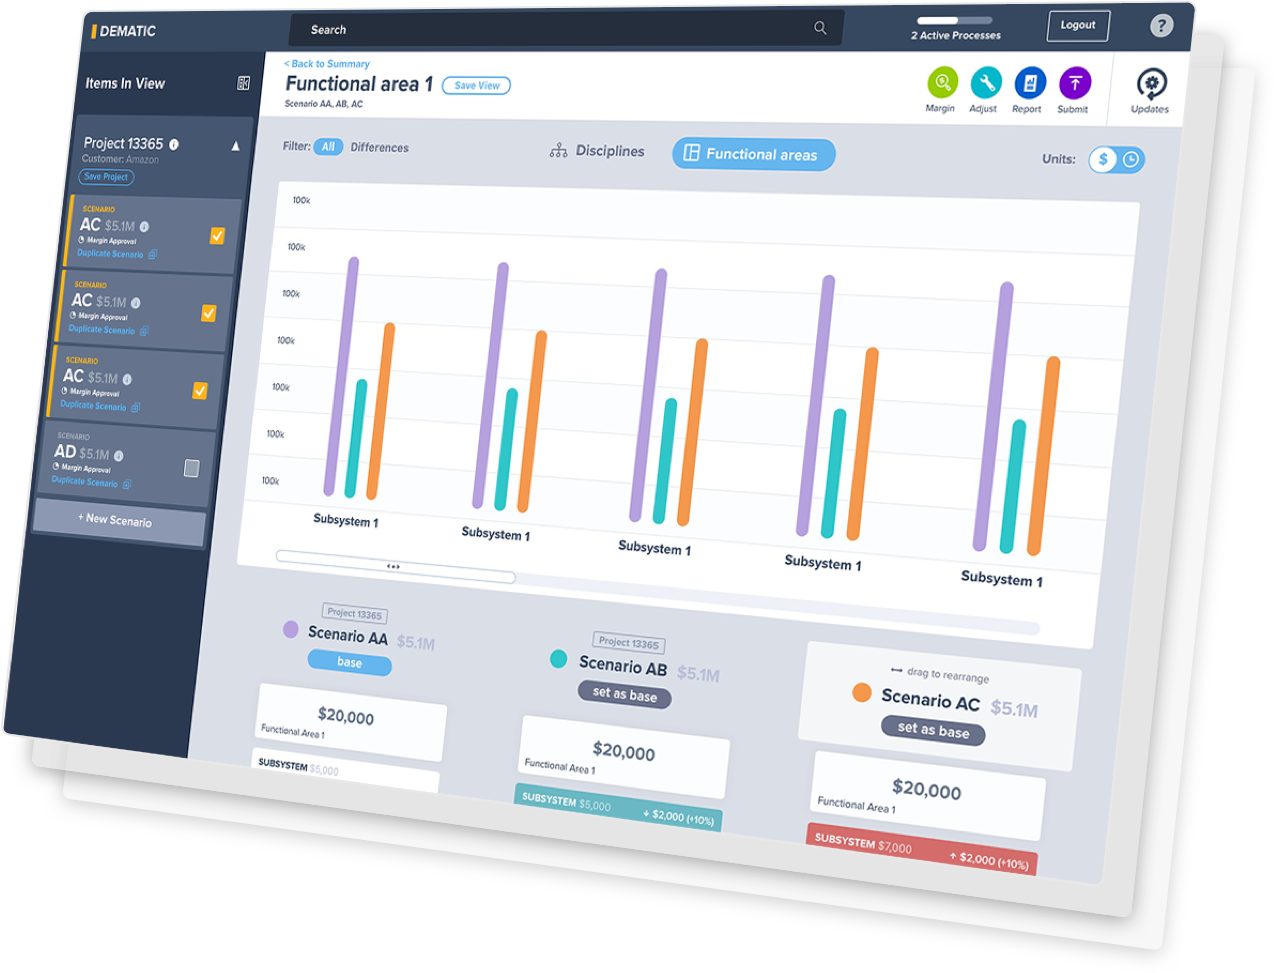 DEMATIC
Search
2 Active Processes
Logout
?
Items In View
Project 13365
Customer: Amazon
Save Project
SCENARIO
AC $5.1M
Margin Approval
Duplicate Scenario
SCENARIO
AC $5.1M
Margin Approval
Duplicate Scenario
SCENARIO
AC $5.1M
Margin Approval
Duplicate Scenario
SCENARIO
AD $5.1M
Margin Approval
Duplicate Scenario
+ New Scenario
< Back to Summary
Functional area 1 Save View
Scenario AA, AB, AC
Margin Adjust Report Submit Updates
Filter: All Differences
Disciplines Functional areas
Units: $
100k
100k
100k
100k
100k
100k
100k
Subsystem 1 Subsystem 1 Subsystem 1 Subsystem 1 Subsystem 1
Project 13365
Scenario AA $5.1M
base
$20,000
Functional Area 1
SUBSYSTEM $5,000
Project 13365
Scenario AB $5.1M
set as base
$20,000
Functional Area 1
SUBSYSTEM $5,000 ↓ $2,000 (+10%)
drag to rearrange
Scenario AC $5.1M
set as base
$20,000
Functional Area 1
SUBSYSTEM $7,000 ↑ $2,000 (+10%)